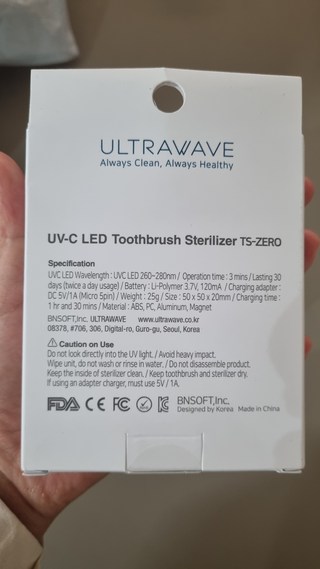 ULTRAWAVE
Always Clean, Always Healthy
UV-C LED Toothbrush Sterilizer TS-ZERO
Specification
UVC LED Wavelength : UVC LED 260~280nm / Operation time : 3 mins / Lasting 30
days (twice a day usage) / Battery : Li-Polymer 3.7V, 120mA / Charging adapter :
DC 5V/1A (Micro 5pin) / Weight : 25g / Size : 50 x 50 x 20mm / Charging time :
1 hr and 30 mins / Material : ABS, PC, Aluminum, Magnet
BNSOFT,Inc. ULTRAWAVE www.ultrawave.co.kr
08378, #706, 306, Digital-ro, Guro-gu, Seoul, Korea
Caution on Use
Do not look directly into the UV light. / Avoid heavy impact.
Wipe unit, do not wash or rinse in water. / Do not disassemble product.
Keep the inside of sterilizer clean. / Keep toothbrush and sterilizer dry.
If using an adapter charger, must use 5V / 1A.
FDA CE FC BNSOFT,Inc.
Designed by Korea Made in China